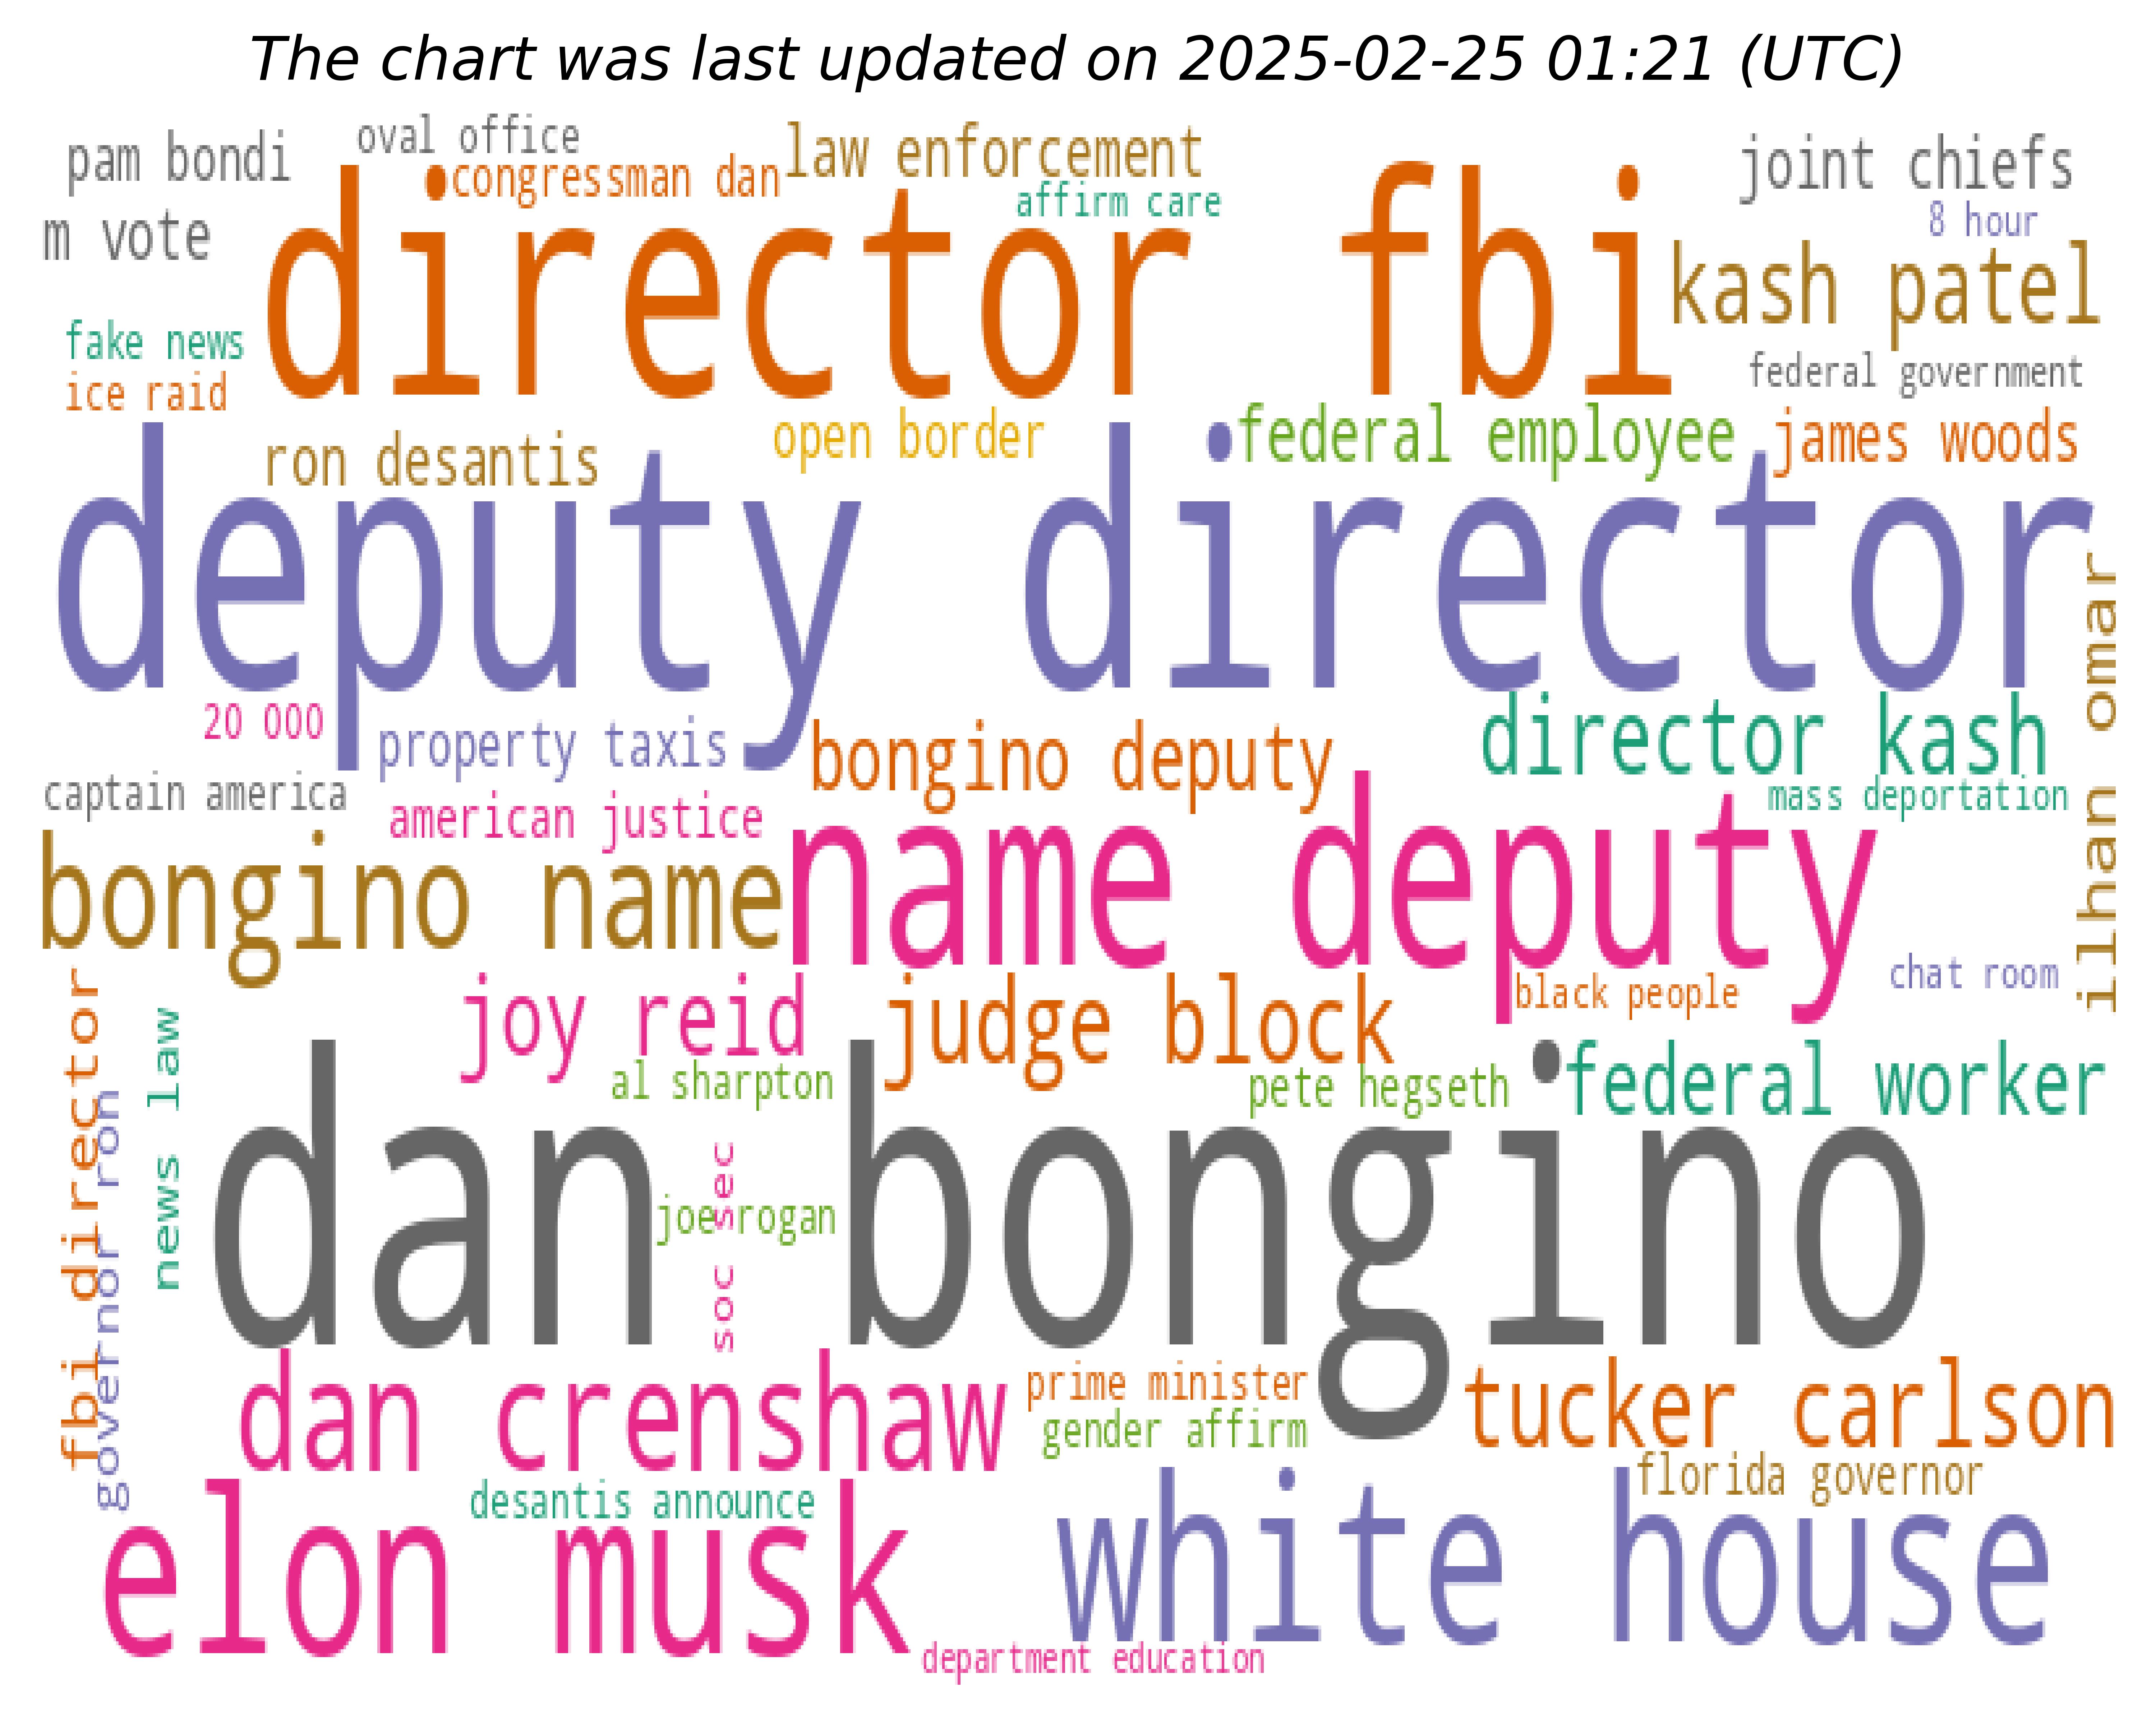 The chart was last updated on 2025-02-25 01:21 (UTC)
pam bondi
oval office
congressman dan
law enforcement
affirm care
joint chiefs
8 hour
m vote
director fbi
kash patel
fake news
ice raid
federal government
ron desantis
open border
federal employee
james woods
deputy director
ilhan omar
20 000
property taxis
bongino deputy
director kash
captain america
american justice
mass deportation
bongino name
name deputy
joy reid
judge block
black people
chat room
fbi director
governor ron
news law
al sharpton
pete hegseth
federal worker
dan bongino
joe rogan
soc sec
dan crenshaw
prime minister
gender affirm
tucker carlson
desantis announce
florida governor
elon musk
white house
department education